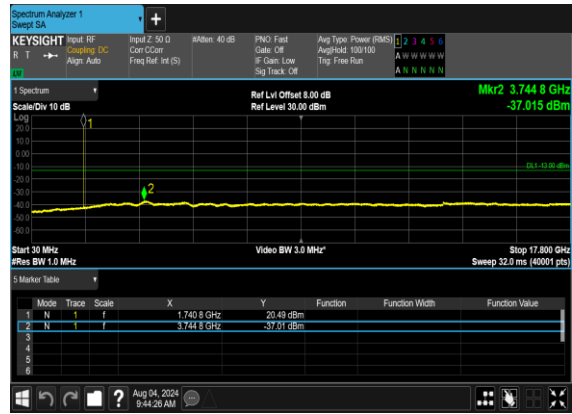 Spectrum Analyzer 1
Swept SA
+
KEYSIGHT Input: RF Input Z: 50 Ω #Atten: 40 dB PNO: Fast Avg Type: Power (RMS) 1 2 3 4 5 6
R T Coupling: DC Corr CCorr Gate: Off Avg|Hold: 100/100 A W W W W W
Align: Auto Freq Ref: Int (S) IF Gain: Low Trig: Free Run
Sig Track: Off A N N N N N
1 Spectrum Ref Lvl Offset 8.00 dB Mkr2 3.744 8 GHz
Scale/Div 10 dB Ref Level 30.00 dBm -37.015 dBm
Log
20.0
10.0
0.00
-10.0
-20.0
-30.0
-40.0
-50.0
-60.0
1
2
DL1 -13.00 dBm
Start 30 MHz Video BW 3.0 MHz* Stop 17.800 GHz
#Res BW 1.0 MHz Sweep 32.0 ms (40001 pts)
5 Marker Table
Mode Trace Scale X Y Function Function Width Function Value
1 N 1 f 1.740 8 GHz 20.49 dBm
2 N 1 f 3.744 8 GHz -37.01 dBm
3
4
5
6
? Aug 04, 2024
9:44:26 AM